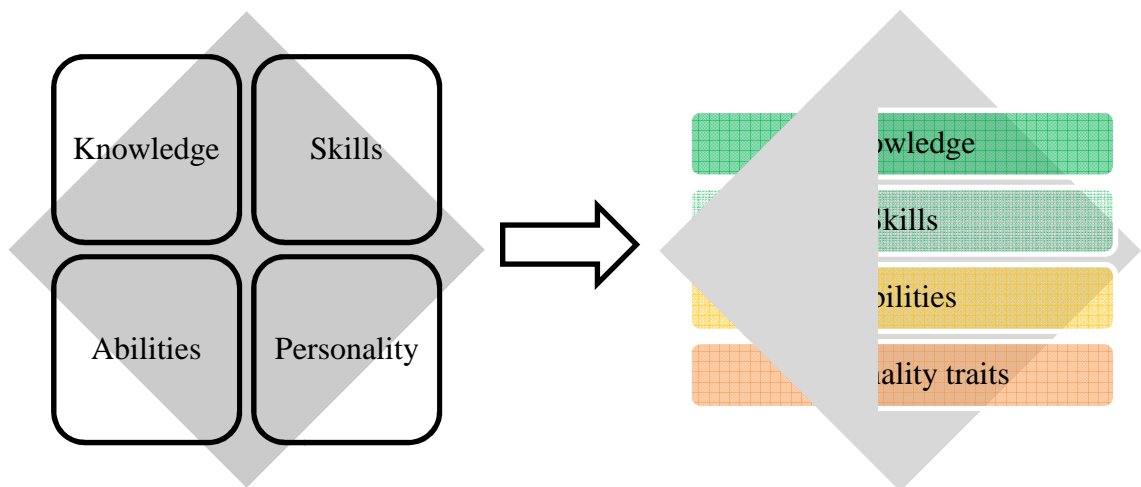 Knowledge
Skills
Abilities
Personality
owledge
Skills
bilities
nality traits